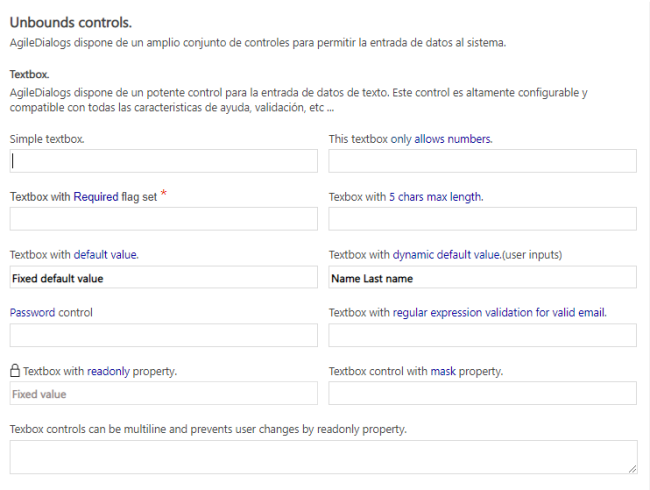 Unbounds controls.
AgileDialogs dispone de un amplio conjunto de controles para permitir la entrada de datos al sistema.
Textbox.
AgileDialogs dispone de un potente control para la entrada de datos de texto. Este control es altamente configurable y
compatible con todas las caracteristicas de ayuda, validación, etc ...
Simple textbox.
This textbox only allows numbers.
Textbox with Required flag set *
Texbox with 5 chars max length.
Textbox with default value.
Textbox with dynamic default value.(user inputs)
Fixed default value
Name Last name
Password control
Textbox with regular expression validation for valid email.
Textbox with readonly property.
Textbox control with mask property.
Fixed value
Texbox controls can be multiline and prevents user changes by readonly property.